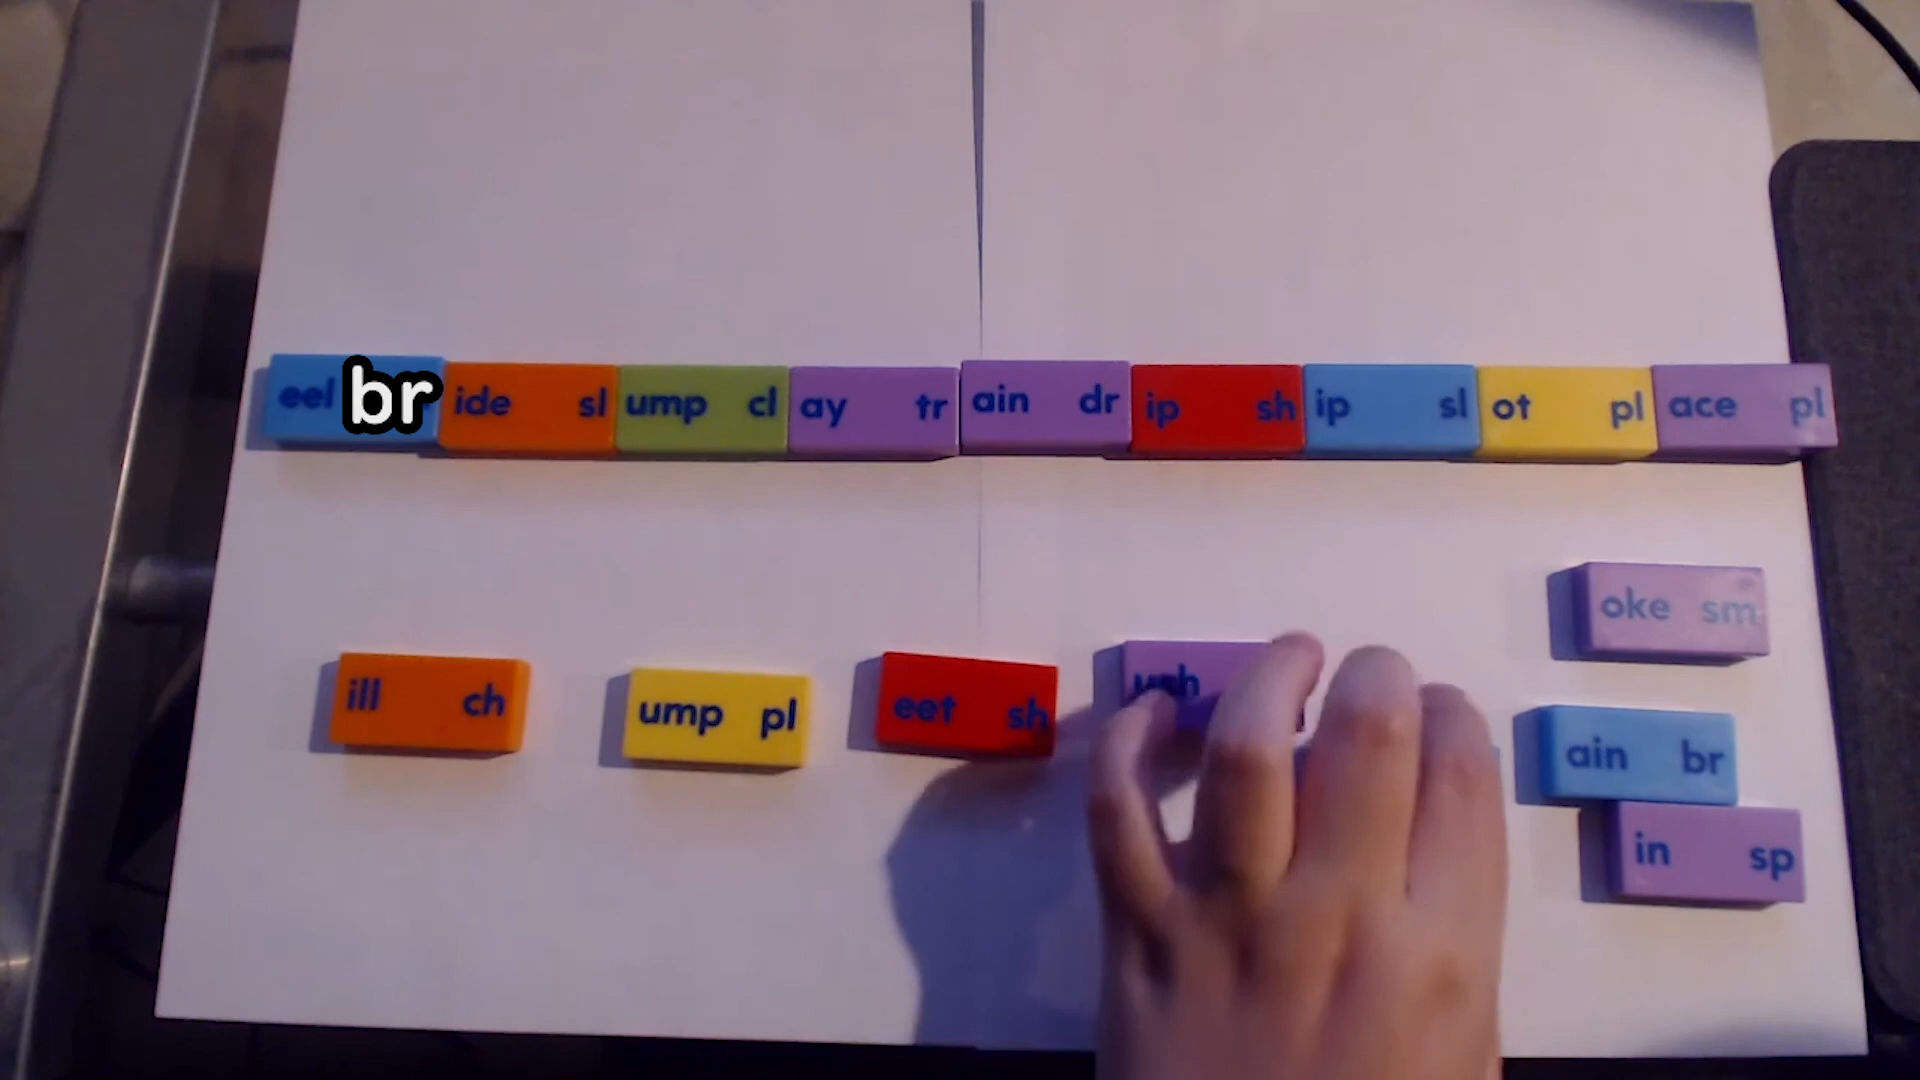 eel br ide sl ump cl ay tr ain dr ip sh ip sl ot pl ace pl
oke sm
ill ch ump pl eet sh
ain br
in sp